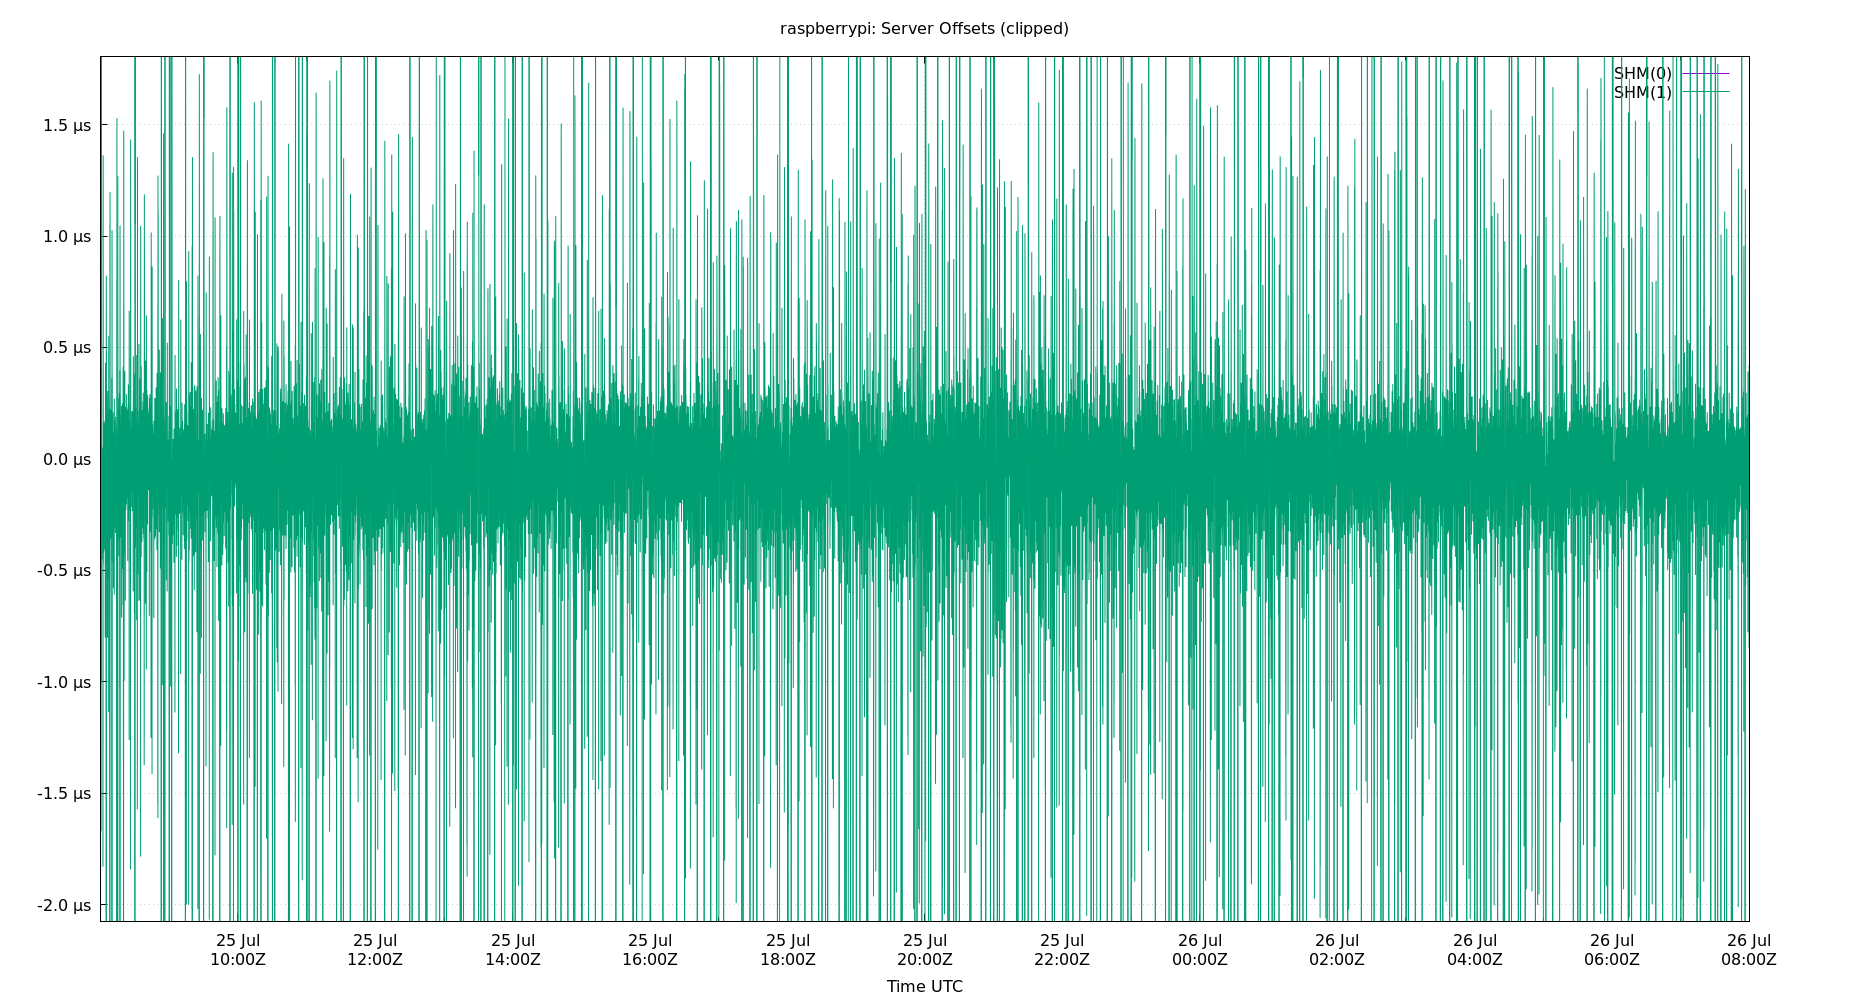 raspberrypi: Server Offsets (clipped)
SHM(0)
SHM(1)
1.5 µs
1.0 µs
0.5 µs
0.0 µs
-0.5 µs
-1.0 µs
-1.5 µs
-2.0 µs
25 Jul 25 Jul 25 Jul 25 Jul 25 Jul 25 Jul 25 Jul 26 Jul 26 Jul 26 Jul 26 Jul 26 Jul
10:00Z 12:00Z 14:00Z 16:00Z 18:00Z 20:00Z 22:00Z 00:00Z 02:00Z 04:00Z 06:00Z 08:00Z
Time UTC